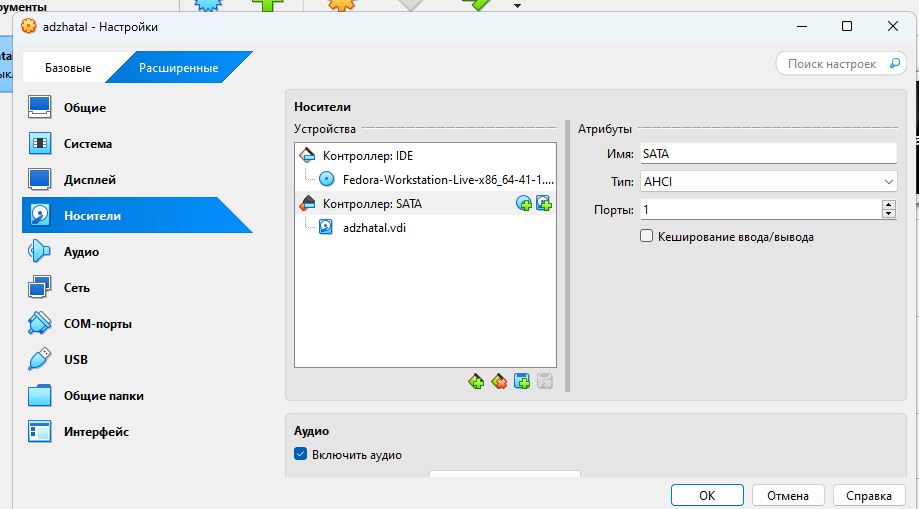 рументы
adzhatal - Настройки
Базовые
Расширенные
Поиск настроек
Общие
Система
Дисплей
Носители
Аудио
Сеть
COM-порты
USB
Общие папки
Интерфейс
Носители
Устройства
Контроллер: IDE
Fedora-Workstation-Live-x86_64-41-1....
Контроллер: SATA
adzhatal.vdi
Атрибуты
Имя: SATA
Тип: AHCI
Порты: 1
Кеширование ввода/вывода
Аудио
Включить аудио
OK
Отмена
Справка